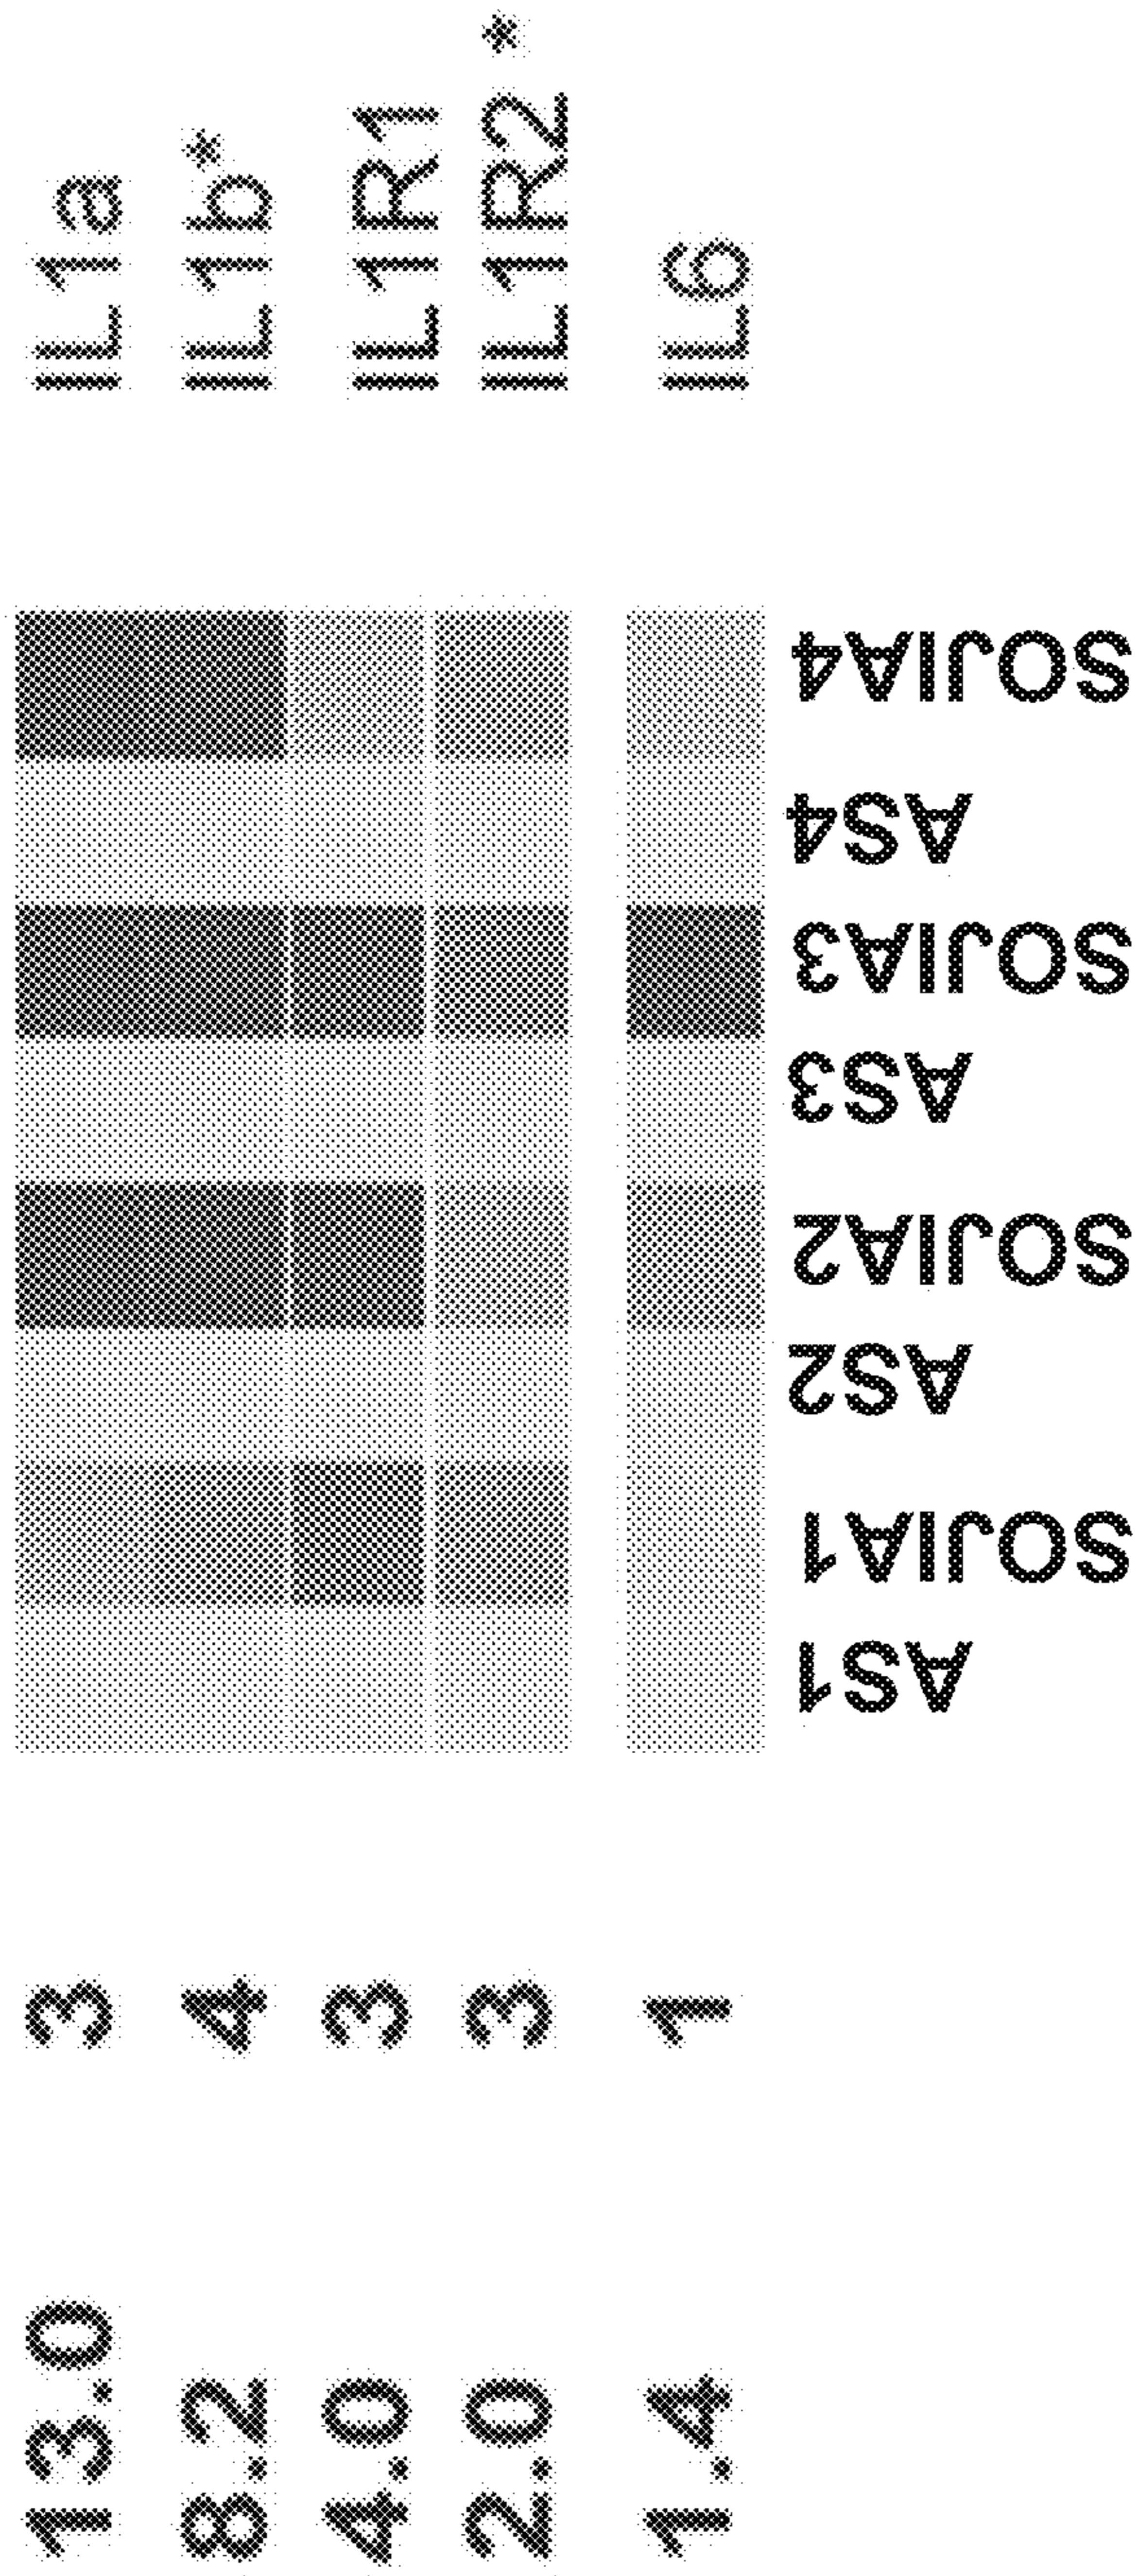 13.0 3 IL1a
8.2 4 IL1b*
4.0 3 IL1R1
2.0 3 IL1R2 *
1.4 1 IL6
AS1 SOJIA1 AS2 SOJIA2 AS3 SOJIA3 AS4 SOJIA4